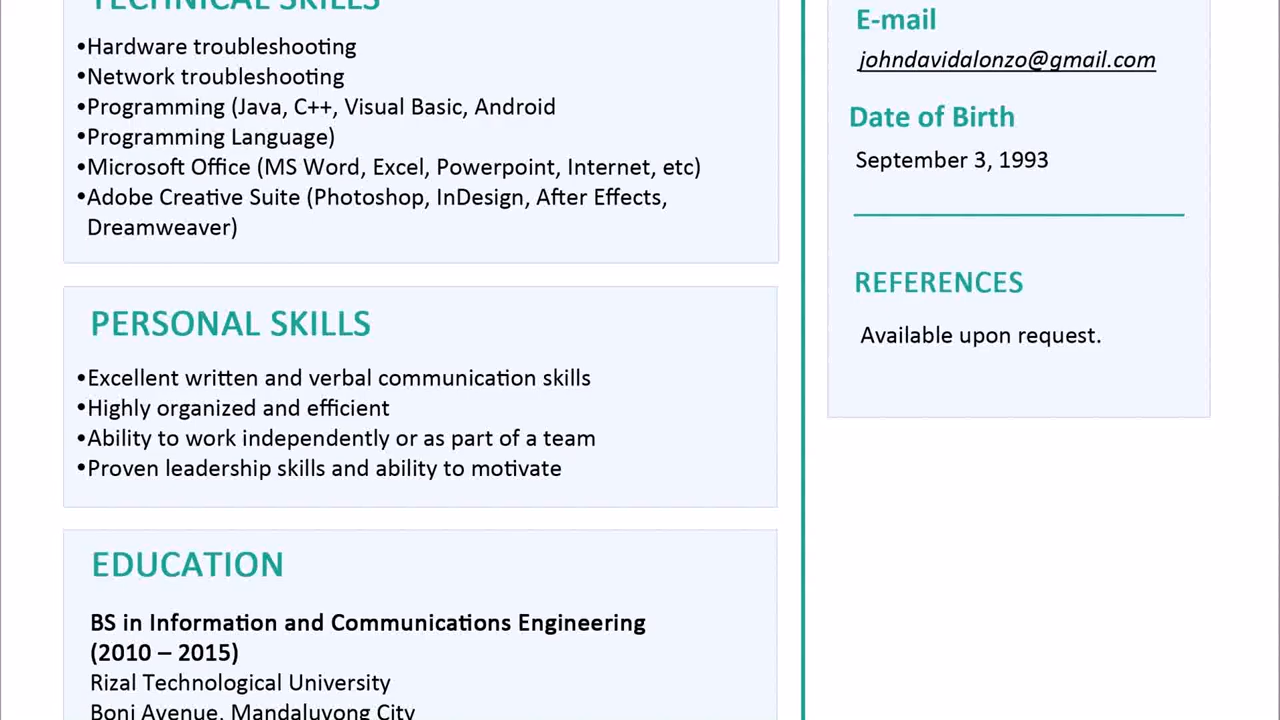 TECHNICAL SKILLS
•Hardware troubleshooting
•Network troubleshooting
•Programming (Java, C++, Visual Basic, Android
•Programming Language)
•Microsoft Office (MS Word, Excel, Powerpoint, Internet, etc)
•Adobe Creative Suite (Photoshop, InDesign, After Effects,
Dreamweaver)
PERSONAL SKILLS
•Excellent written and verbal communication skills
•Highly organized and efficient
•Ability to work independently or as part of a team
•Proven leadership skills and ability to motivate
EDUCATION
BS in Information and Communications Engineering
(2010 – 2015)
Rizal Technological University
Boni Avenue, Mandaluyong City
E-mail
johndavidalonzo@gmail.com
Date of Birth
September 3, 1993
REFERENCES
Available upon request.